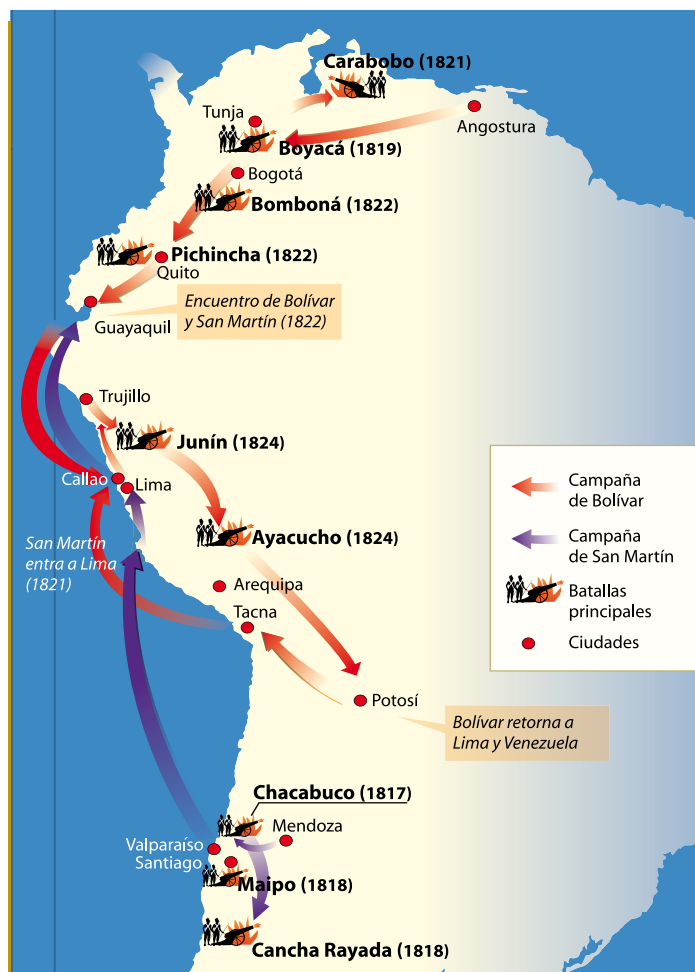 Carabobo (1821)
Tunja
Angostura
Boyacá (1819)
Bogotá
Bomboná (1822)
Pichincha (1822)
Quito
Encuentro de Bolívar
y San Martín (1822)
Guayaquil
Trujillo
Junín (1824)
Callao
Lima
Campaña
de Bolívar
Campaña
de San Martín
Batallas
principales
Ciudades
Ayacucho (1824)
San Martín
entra a Lima
(1821)
Arequipa
Tacna
Potosí
Bolívar retorna a
Lima y Venezuela
Chacabuco (1817)
Mendoza
Valparaíso
Santiago
Maipo (1818)
Cancha Rayada (1818)